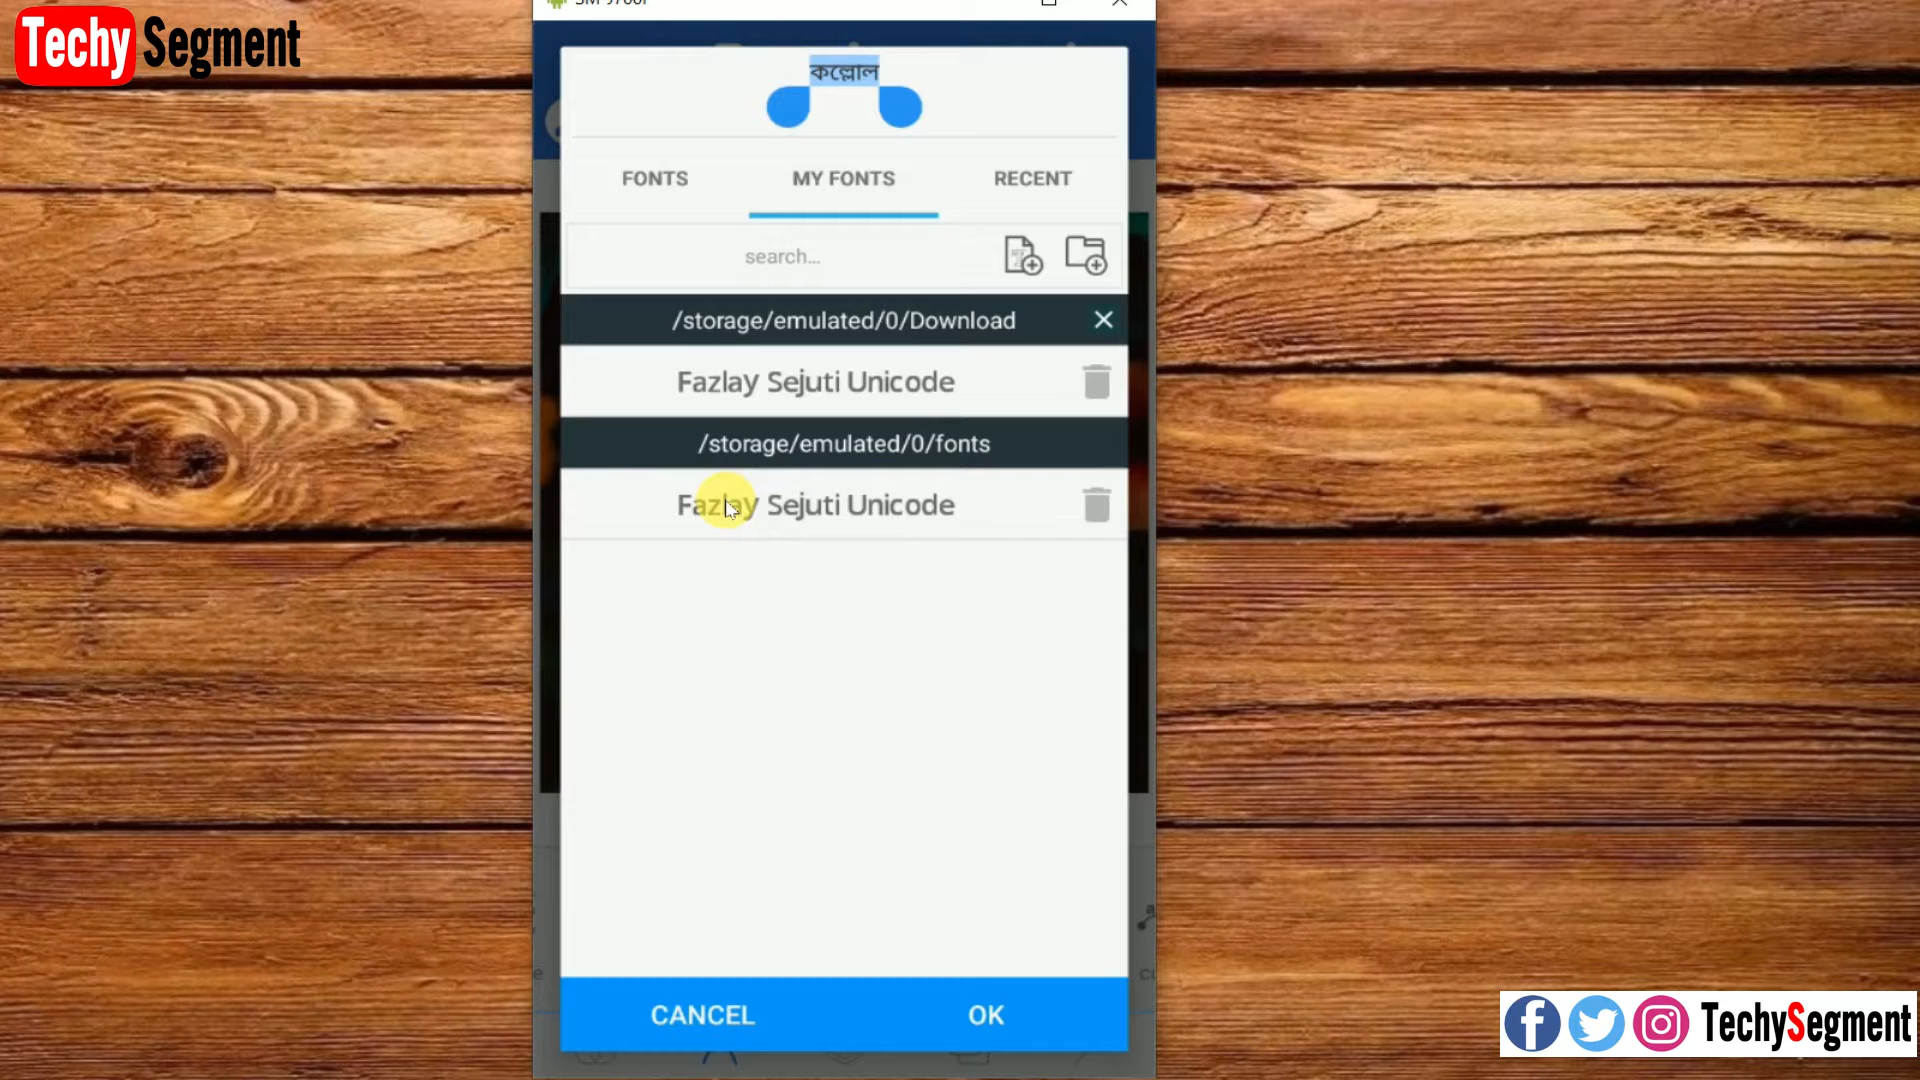 Techy Segment
কল্লোল
FONTS MY FONTS RECENT
search...
/storage/emulated/0/Download
Fazlay Sejuti Unicode
/storage/emulated/0/fonts
Fazlay Sejuti Unicode
CANCEL OK
TechySegment